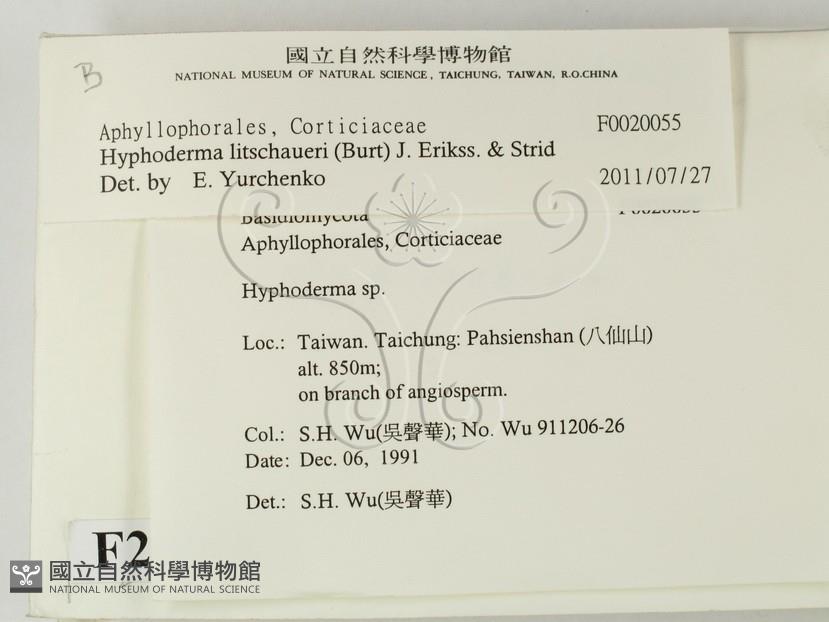 B
國立自然科學博物館
NATIONAL MUSEUM OF NATURAL SCIENCE, TAICHUNG, TAIWAN, R.O.CHINA
Aphyllophorales, Corticiaceae F0020055
Hyphoderma litschaueri (Burt) J. Erikss. & Strid
Det. by E. Yurchenko 2011/07/27
Basidiomycota F0020055
Aphyllophorales, Corticiaceae
Hyphoderma sp.
Loc.: Taiwan. Taichung: Pahsienshan (八仙山)
alt. 850m;
on branch of angiosperm.
Col.: S.H. Wu(吳聲華); No. Wu 911206-26
Date: Dec. 06, 1991
Det.: S.H. Wu(吳聲華)
F2
國立自然科學博物館
NATIONAL MUSEUM OF NATURAL SCIENCE